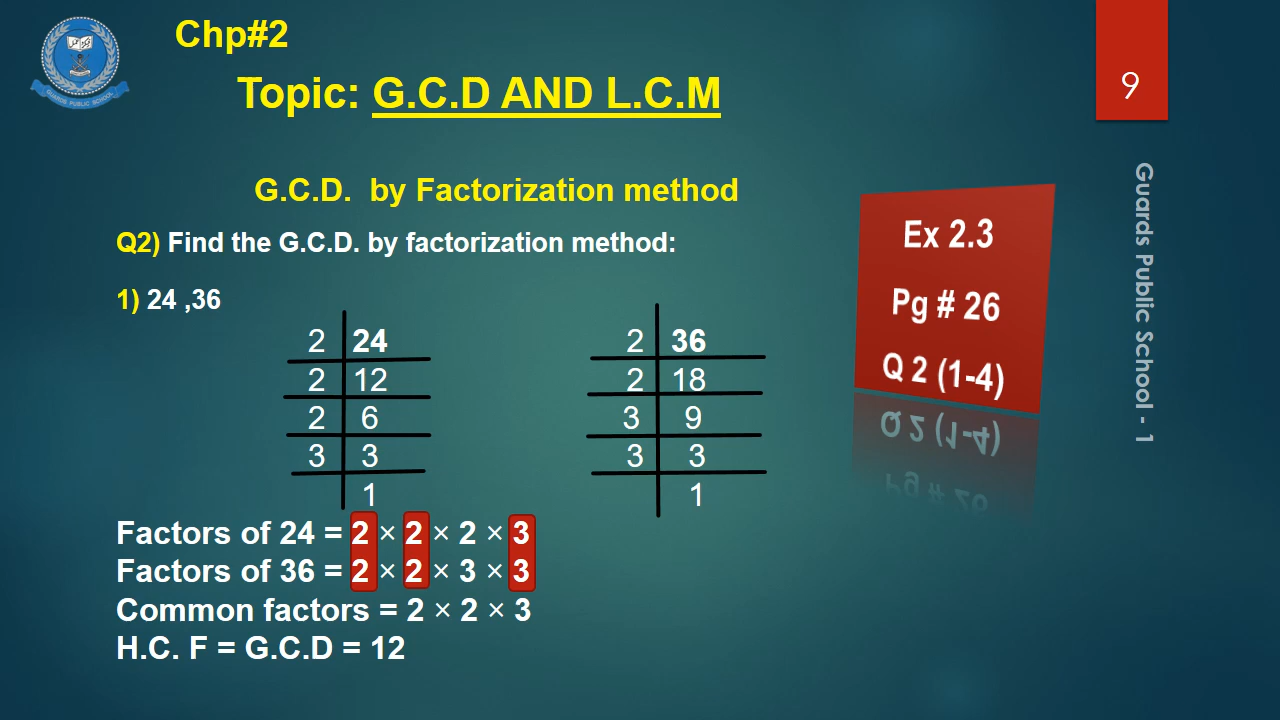 Chp#2
Topic: G.C.D AND L.C.M
9
GUARDS PUBLIC SCHOOL
Guards Public School - 1
G.C.D. by Factorization method
Q2) Find the G.C.D. by factorization method:
1) 24 ,36
2 24
2 12
2 6
3 3
1
2 36
2 18
3 9
3 3
1
Ex 2.3
Pg # 26
Q 2 (1-4)
Factors of 24 = 2 × 2 × 2 × 3
Factors of 36 = 2 × 2 × 3 × 3
Common factors = 2 × 2 × 3
H.C. F = G.C.D = 12